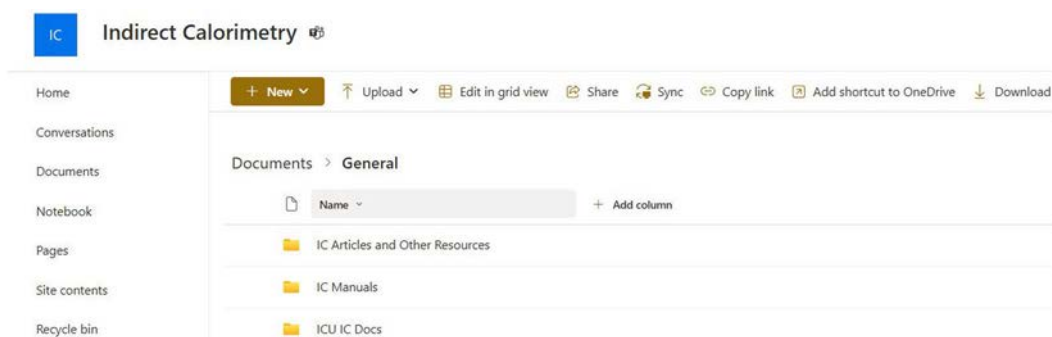 IC Indirect Calorimetry
Home
Conversations
Documents
Notebook
Pages
Site contents
Recycle bin
+ New Upload Edit in grid view Share Sync Copy link Add shortcut to OneDrive Download
Documents > General
Name + Add column
IC Articles and Other Resources
IC Manuals
ICU IC Docs